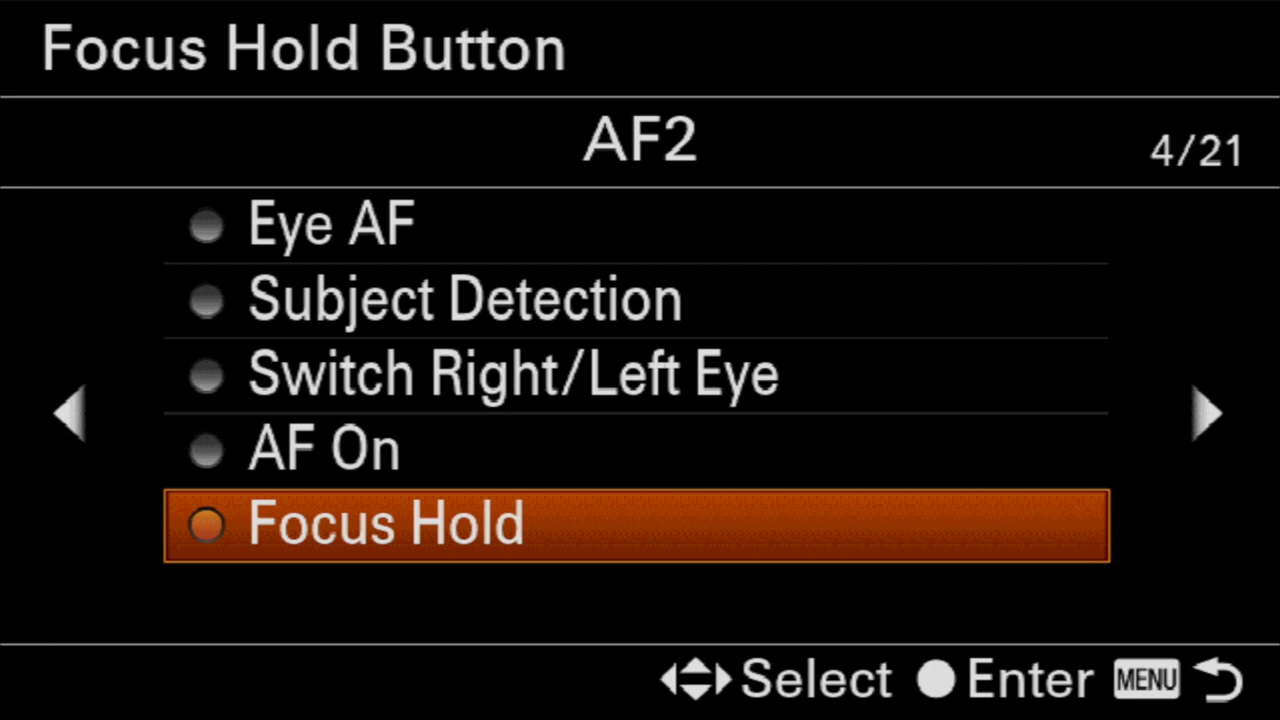 Focus Hold Button
AF2
4/21
Eye AF
Subject Detection
Switch Right/Left Eye
AF On
Focus Hold
Select Enter MENU